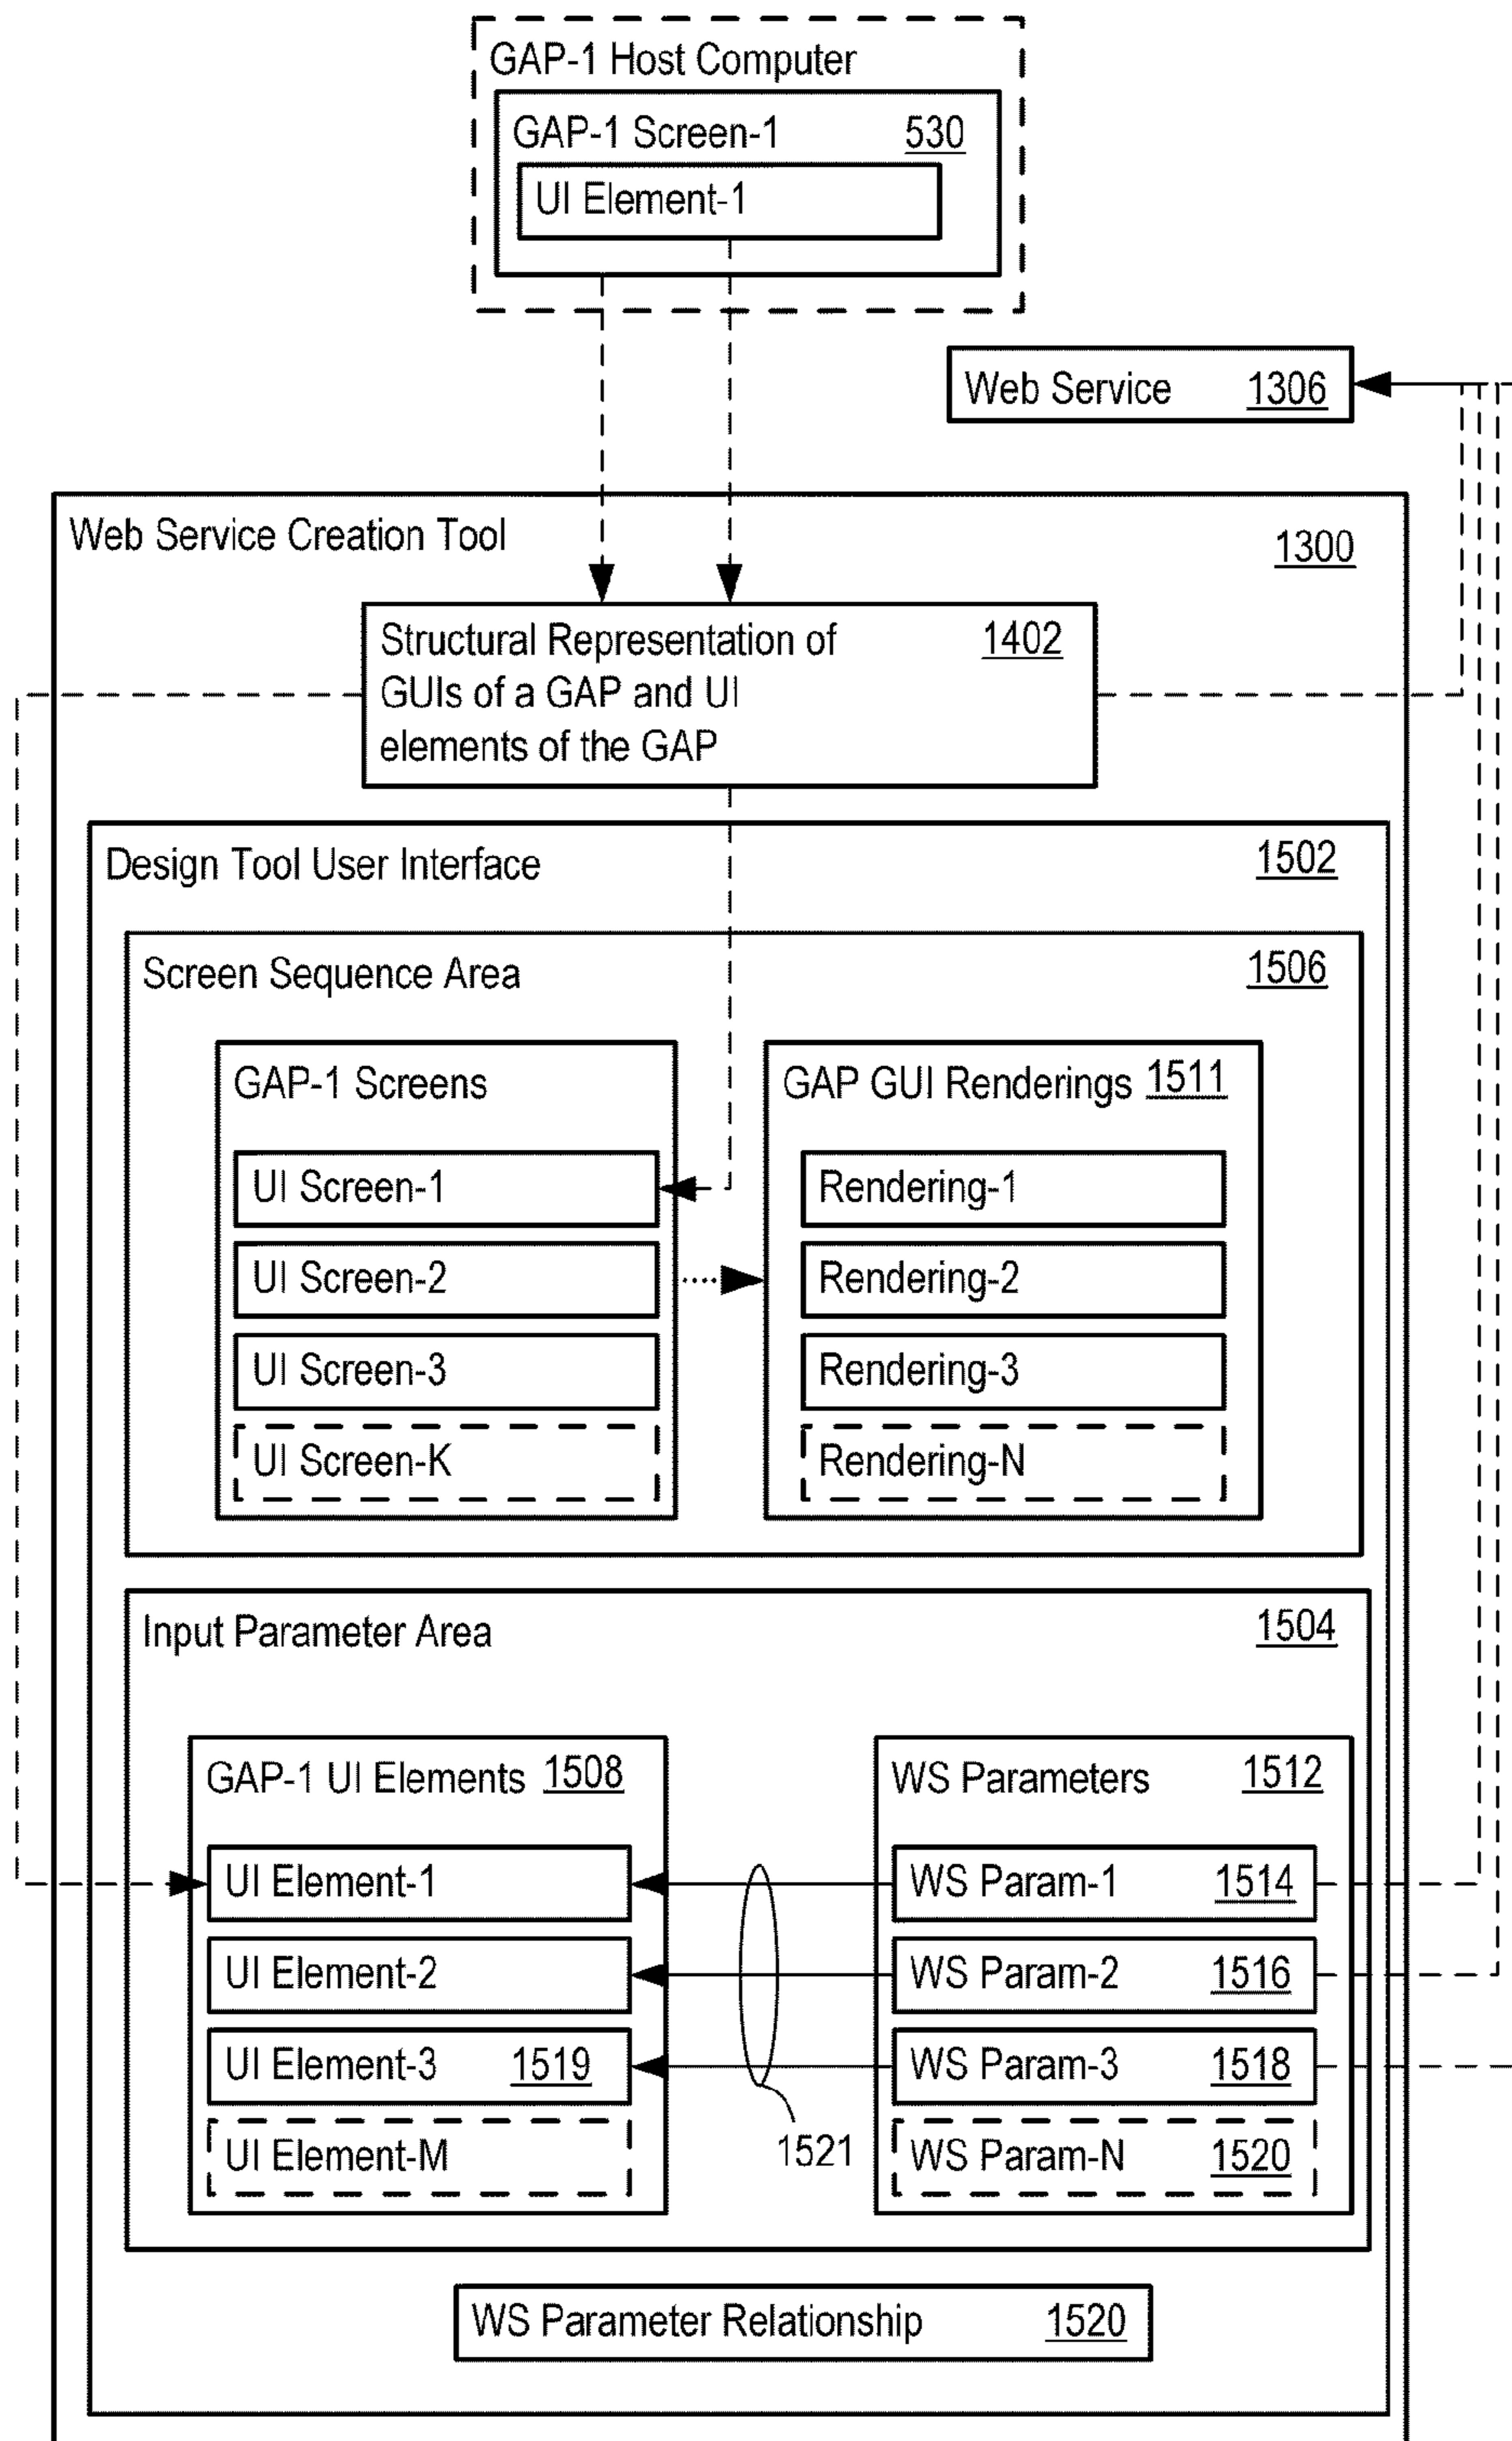 GAP-1 Host Computer
GAP-1 Screen-1 530
UI Element-1
Web Service 1306
Web Service Creation Tool 1300
Structural Representation of 1402
GUIs of a GAP and UI
elements of the GAP
Design Tool User Interface 1502
Screen Sequence Area 1506
GAP-1 Screens
UI Screen-1
UI Screen-2
UI Screen-3
UI Screen-K
GAP GUI Renderings 1511
Rendering-1
Rendering-2
Rendering-3
Rendering-N
Input Parameter Area 1504
GAP-1 UI Elements 1508
UI Element-1
UI Element-2
UI Element-3 1519
UI Element-M
1521
WS Parameters 1512
WS Param-1 1514
WS Param-2 1516
WS Param-3 1518
WS Param-N 1520
WS Parameter Relationship 1520